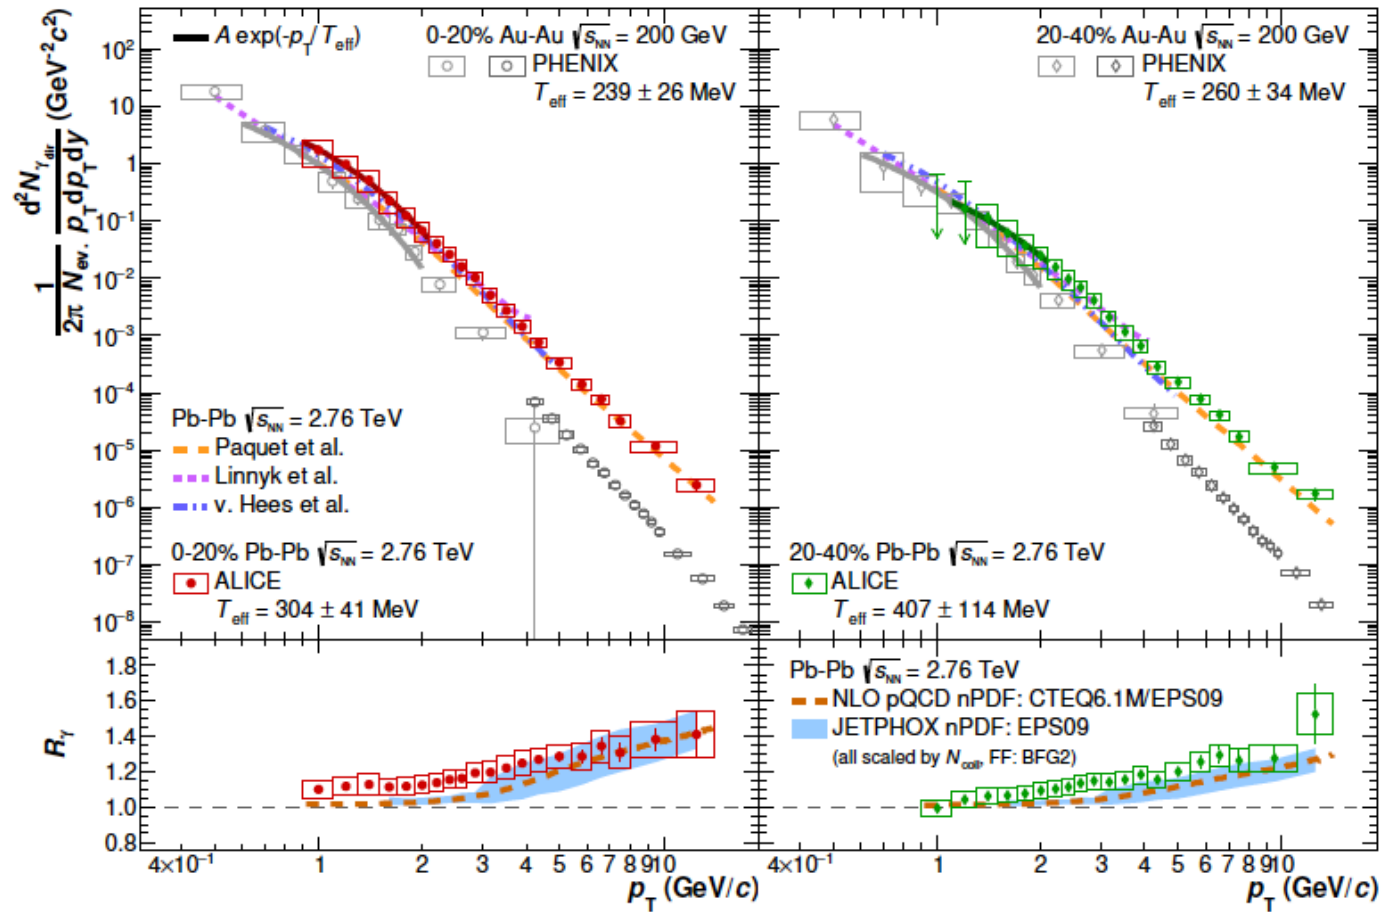 1/2π N_ev. d²N_γdir/p_T dp_T dy (GeV⁻²c²)
10²
10
1
10⁻¹
10⁻²
10⁻³
10⁻⁴
10⁻⁵
10⁻⁶
10⁻⁷
10⁻⁸
A exp(-p_T/T_eff)
0-20% Au-Au √s_NN = 200 GeV
PHENIX
T_eff = 239 ± 26 MeV
Pb-Pb √s_NN = 2.76 TeV
Paquet et al.
Linnyk et al.
v. Hees et al.
0-20% Pb-Pb √s_NN = 2.76 TeV
ALICE
T_eff = 304 ± 41 MeV
20-40% Au-Au √s_NN = 200 GeV
PHENIX
T_eff = 260 ± 34 MeV
20-40% Pb-Pb √s_NN = 2.76 TeV
ALICE
T_eff = 407 ± 114 MeV
R_γ
1.8
1.6
1.4
1.2
1.0
0.8
Pb-Pb √s_NN = 2.76 TeV
NLO pQCD nPDF: CTEQ6.1M/EPS09
JETPHOX nPDF: EPS09
(all scaled by N_coll, FF: BFG2)
4×10⁻¹ 1 2 3 4 5 6 7 8 910
p_T (GeV/c)
4×10⁻¹ 1 2 3 4 5 6 7 8 910
p_T (GeV/c)